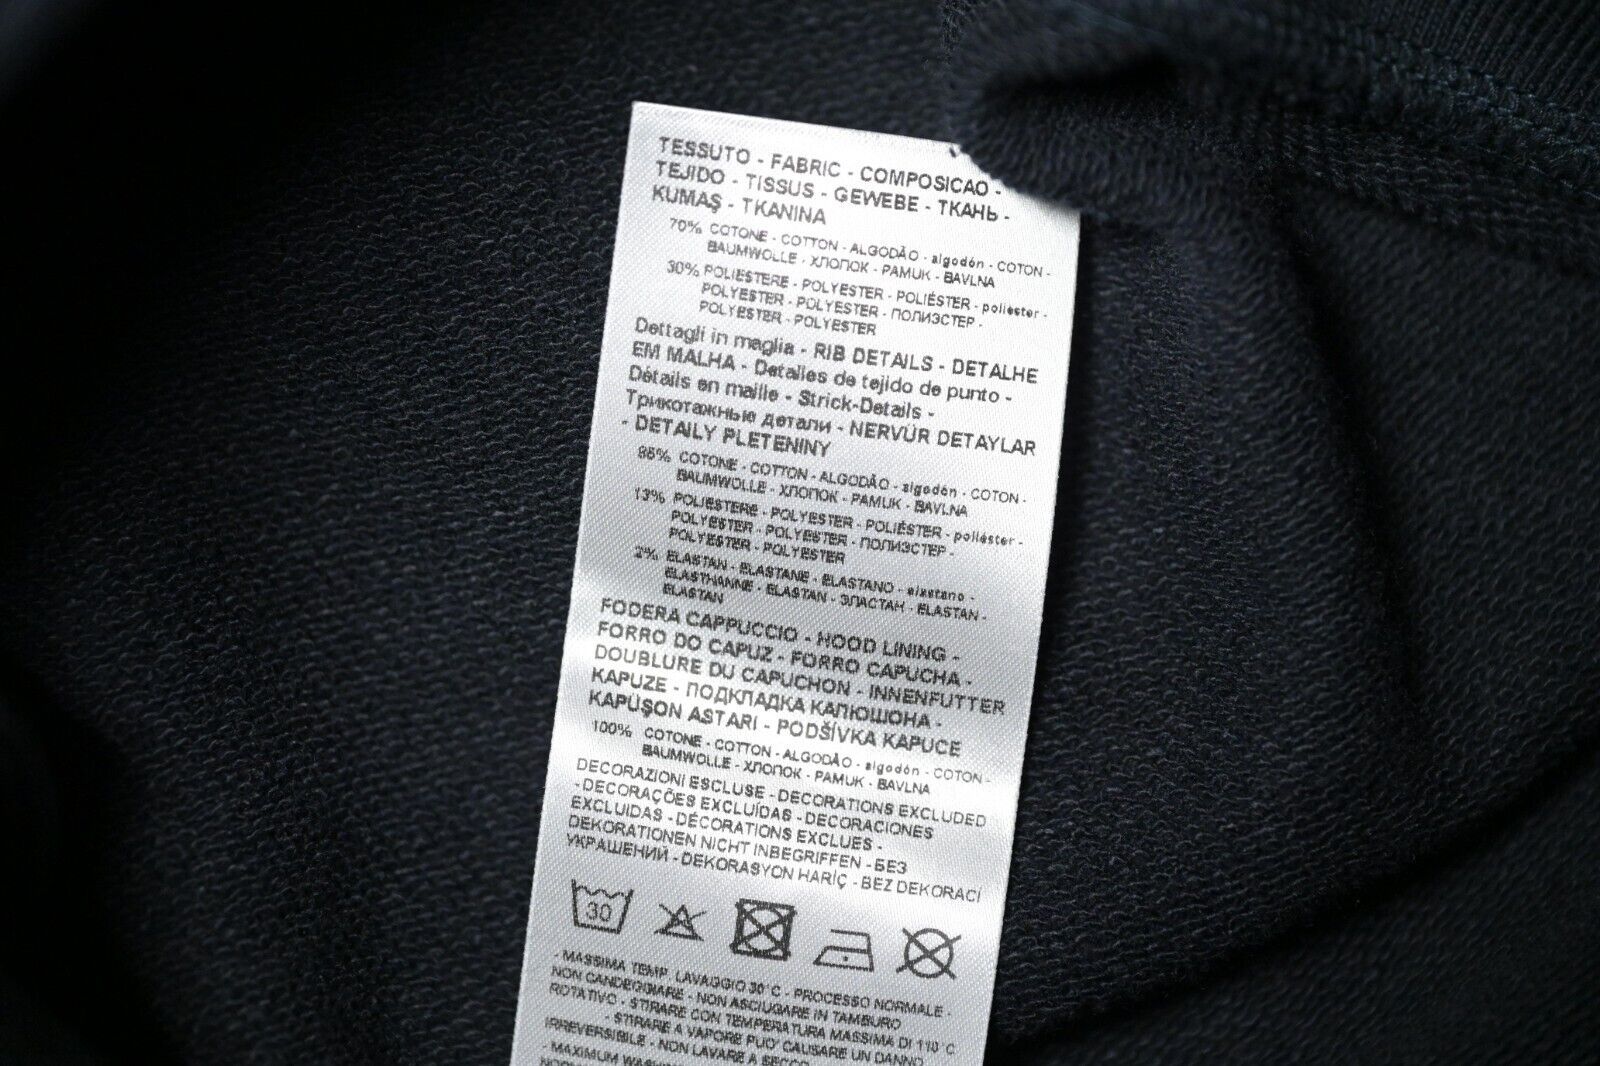 TESSUTO - FABRIC - COMPOSICAO -
TEJIDO - TISSUS - GEWEBE - ТКАНЬ -
KUMAŞ - TKANINA
70% COTONE - COTTON - ALGODÃO - algodón - COTON -
BAUMWOLLE - ХЛОПОК - PAMUK - BAVLNA
30% POLIESTERE - POLYESTER - POLIÉSTER - poliéster -
POLYESTER - POLYESTER - ПОЛИЭСТЕР -
POLYESTER - POLYESTER
Dettagli in maglia - RIB DETAILS - DETALHE
EM MALHA - Detalles de tejido de punto -
Détails en maille - Strick-Details -
Трикотажные детали - NERVÜR DETAYLAR
- DETAILY PLETENINY
85% COTONE - COTTON - ALGODÃO - algodón - COTON -
BAUMWOLLE - ХЛОПОК - PAMUK - BAVLNA
13% POLIESTERE - POLYESTER - POLIÉSTER - poliéster -
POLYESTER - POLYESTER - ПОЛИЭСТЕР -
POLYESTER - POLYESTER
2% ELASTAN - ELASTANE - ELASTANO - elastano -
ELASTHANNE - ELASTAN - ЭЛАСТАН - ELASTAN -
ELASTAN
FODERA CAPPUCCIO - HOOD LINING -
FORRO DO CAPUZ - FORRO CAPUCHA -
DOUBLURE DU CAPUCHON - INNENFUTTER
KAPUZE - ПОДКЛАДКА КАПЮШОНА -
KAPÜŞON ASTARI - PODŠÍVKA KAPUCE
100% COTONE - COTTON - ALGODÃO - algodón - COTON -
BAUMWOLLE - ХЛОПОК - PAMUK - BAVLNA
DECORAZIONI ESCLUSE - DECORATIONS EXCLUDED
- DECORAÇÕES EXCLUÍDAS - DECORACIONES
EXCLUIDAS - DÉCORATIONS EXCLUES -
DEKORATIONEN NICHT INBEGRIFFEN - БЕЗ
УКРАШЕНИЙ - DEKORASYON HARİÇ - BEZ DEKORACÍ
30
- MASSIMA TEMP. LAVAGGIO 30°C - PROCESSO NORMALE -
NON CANDEGGIARE - NON ASCIUGARE IN TAMBURO
ROTATIVO - STIRARE CON TEMPERATURA MASSIMA DI 110°C
- STIRARE A VAPORE PUO' CAUSARE UN DANNO
IRREVERSIBILE - NON LAVARE A SECCO
- MAXIMUM